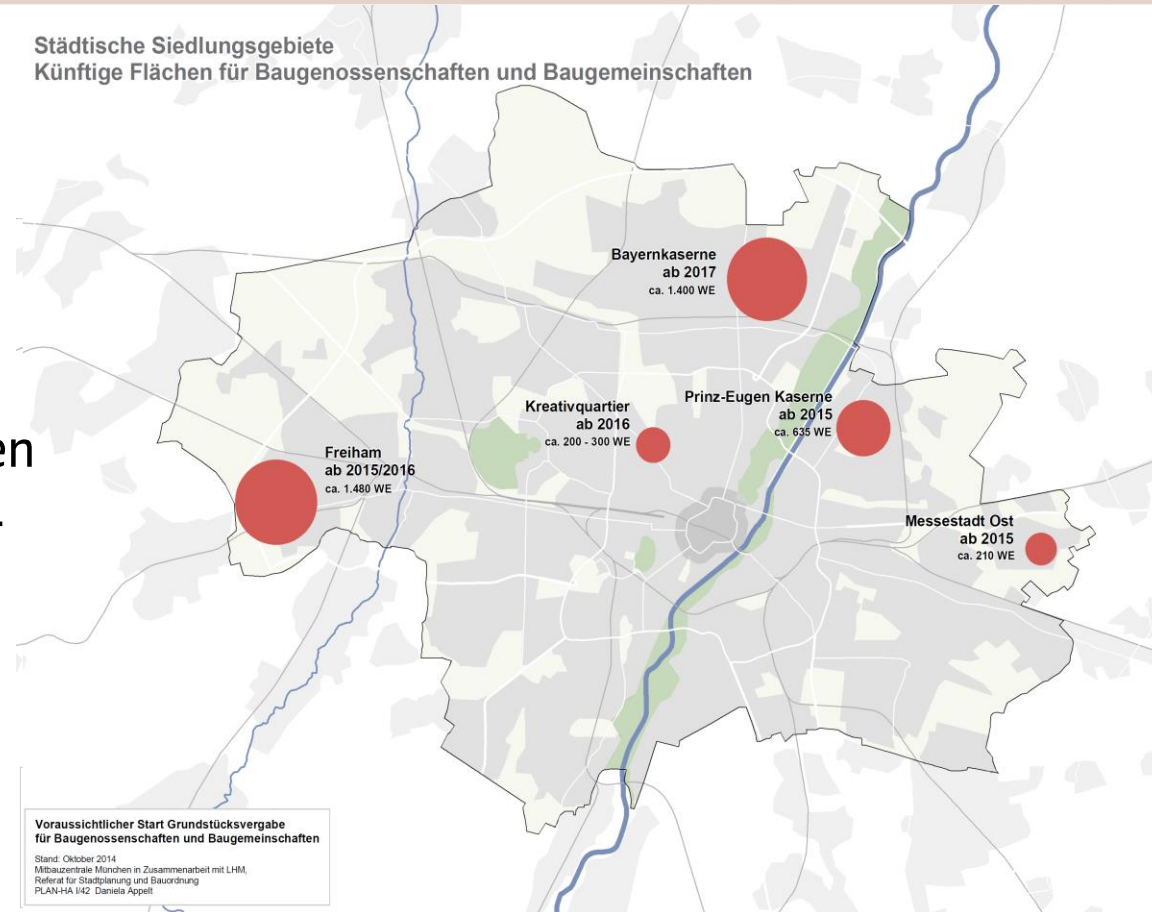 Städtische Siedlungsgebiete
Künftige Flächen für Baugenossenschaften und Baugemeinschaften
Bayernkaserne
ab 2017
ca. 1.400 WE
Prinz-Eugen Kaserne
ab 2015
ca. 635 WE
Kreativquartier
ab 2016
ca. 200 - 300 WE
en
Freiham
ab 2015/2016
ca. 1.480 WE
Messestadt Ost
ab 2015
ca. 210 WE
Voraussichtlicher Start Grundstücksvergabe
für Baugenossenschaften und Baugemeinschaften
Stand: Oktober 2014
Mitbauzentrale München in Zusammenarbeit mit LHM,
Referat für Stadtplanung und Bauordnung
PLAN-HA I/42 Daniela Appelt